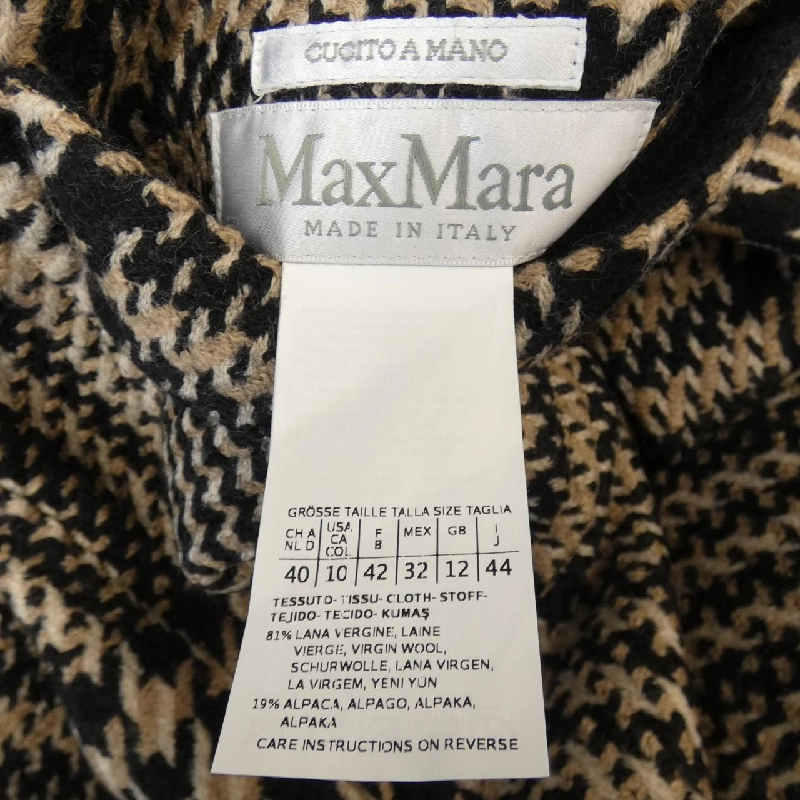 CUCITO A MANO
MaxMara
MADE IN ITALY
GRÖSSE TAILLE TALLA SIZE TAGLIA
CH A NL D | USA CA COL. | F B | MEX | GB | I J
40 | 10 | 42 | 32 | 12 | 44
TESSUTO-TISSU-CLOTH-STOFF-
TEJIDO-TECIDO-KUMAŞ
81% LANA VERGINE, LAINE
VIERGE, VIRGIN WOOL,
SCHURWOLLE, LANA VIRGEN,
LA VIRGEM, YENI YUN
19% ALPACA, ALPAGO, ALPAKA,
ALPAKA
CARE INSTRUCTIONS ON REVERSE